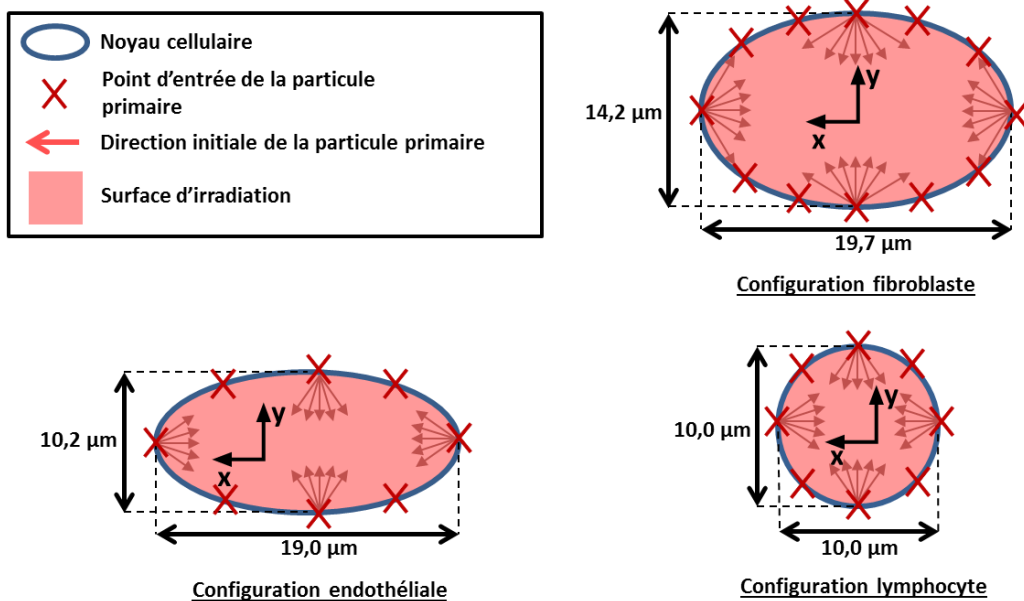 Noyau cellulaire
Point d'entrée de la particule
primaire
Direction initiale de la particule primaire
Surface d'irradiation
14,2 µm
y
x
19,7 µm
Configuration fibroblaste
10,2 µm
y
x
19,0 µm
Configuration endothéliale
10,0 µm
y
x
10,0 µm
Configuration lymphocyte